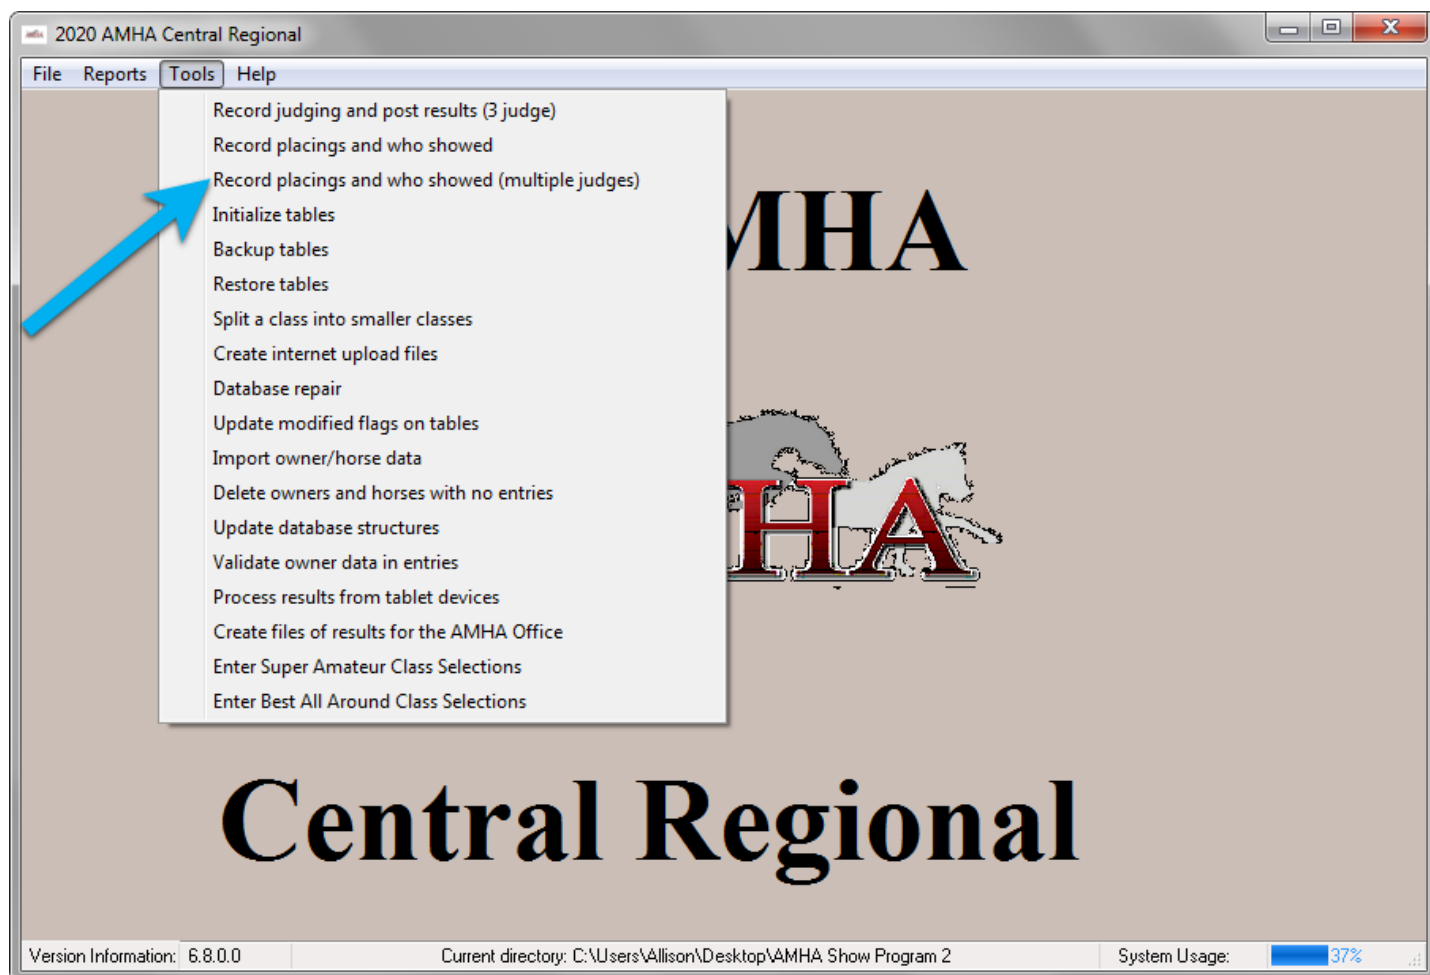 2020 AMHA Central Regional
File Reports Tools Help
Record judging and post results (3 judge)
Record placings and who showed
Record placings and who showed (multiple judges)
Initialize tables
Backup tables
Restore tables
Split a class into smaller classes
Create internet upload files
Database repair
Update modified flags on tables
Import owner/horse data
Delete owners and horses with no entries
Update database structures
Validate owner data in entries
Process results from tablet devices
Create files of results for the AMHA Office
Enter Super Amateur Class Selections
Enter Best All Around Class Selections
MHA
HA
Central Regional
Version Information: 6.8.0.0 Current directory: C:\Users\Allison\Desktop\AMHA Show Program 2 System Usage: 37%